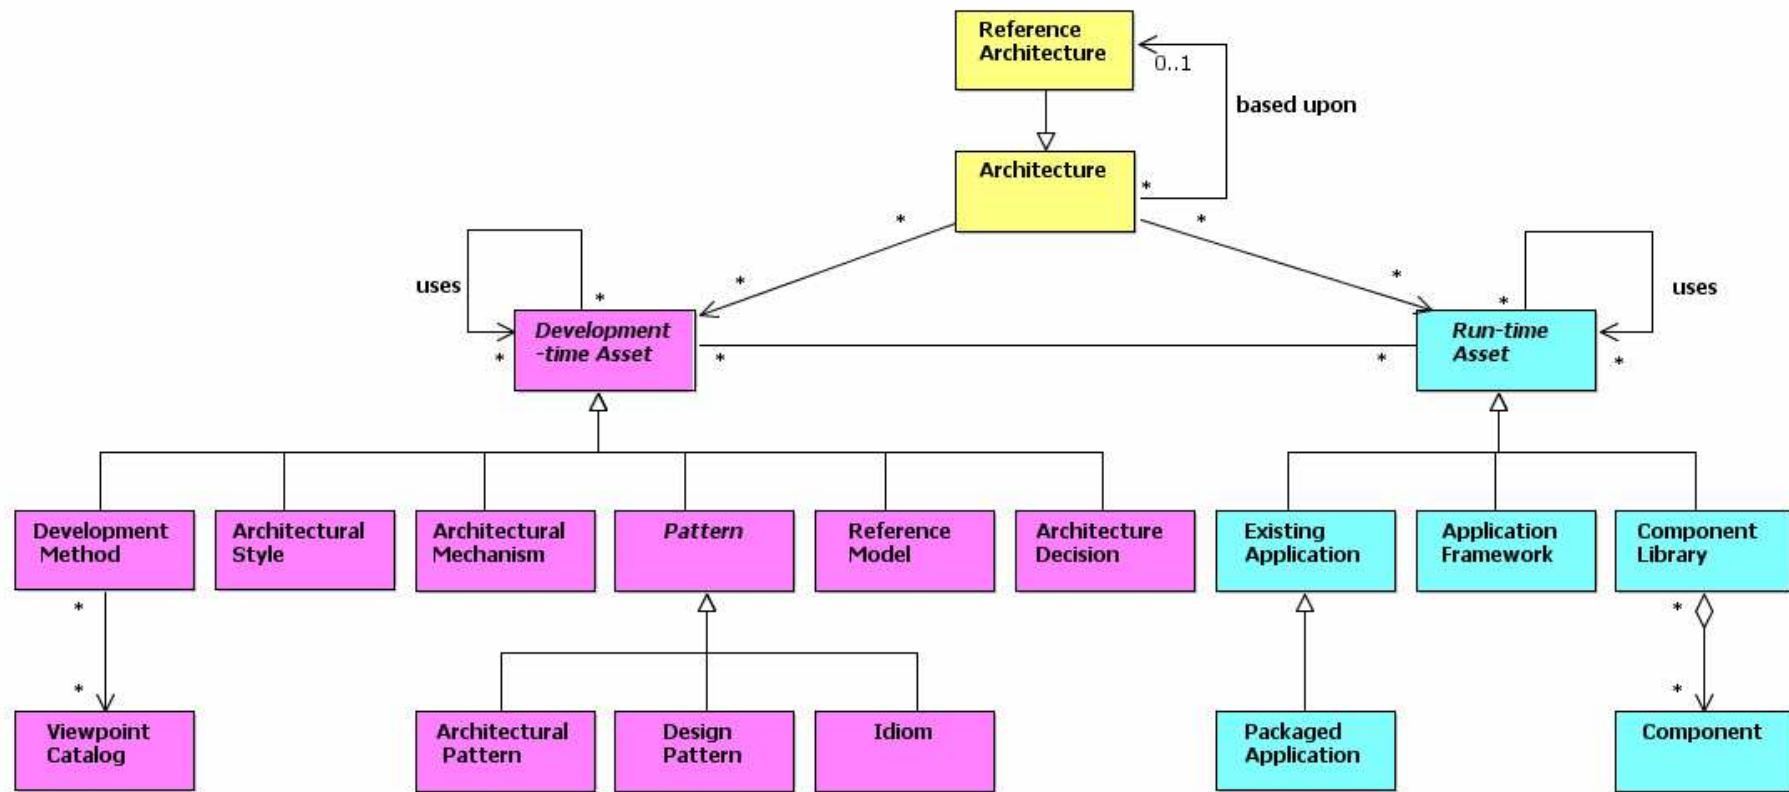 Reference
Architecture
0..1
based upon
Architecture
*
*
*
*
*
uses
*
*
uses
Development
-time Asset
Run-time
Asset
*
*
*
*
Development
Method
Architectural
Style
Architectural
Mechanism
Pattern
Reference
Model
Architecture
Decision
Existing
Application
Application
Framework
Component
Library
*
*
*
*
Viewpoint
Catalog
Architectural
Pattern
Design
Pattern
Idiom
Packaged
Application
Component